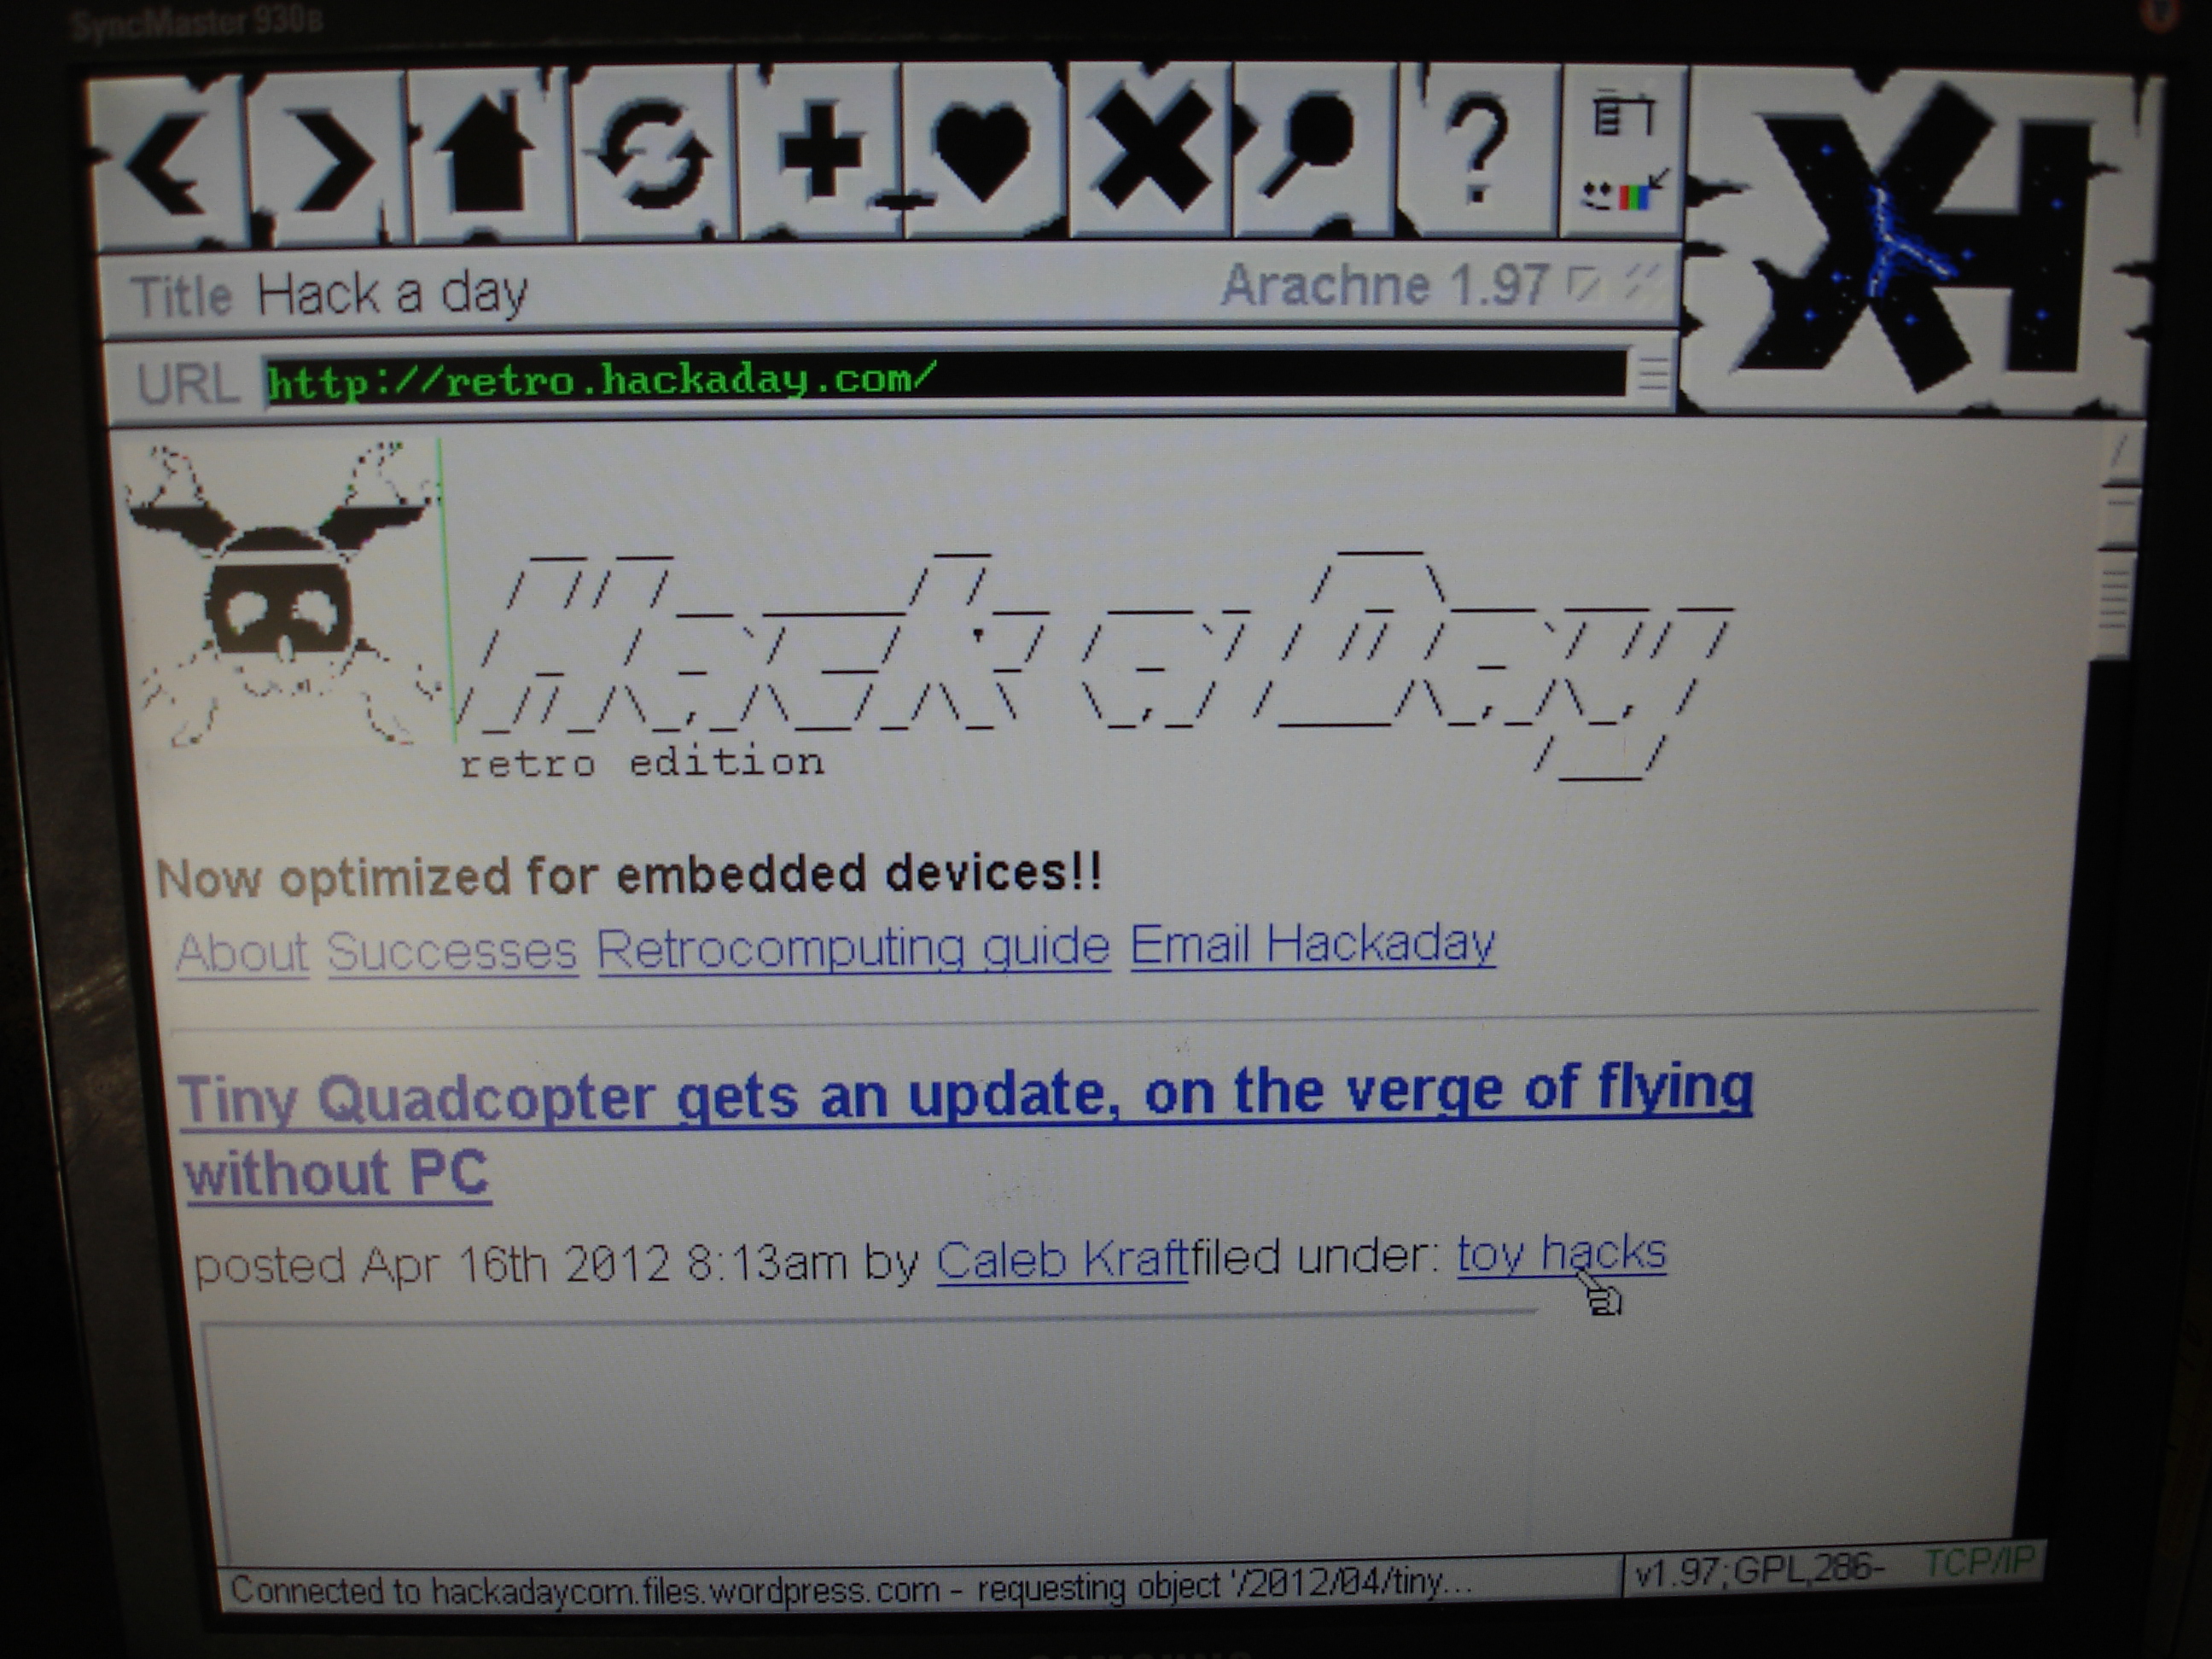 SyncMaster 930B
Title Hack a day Arachne 1.97
URL http://retro.hackaday.com/
Hack a Day
retro edition
Now optimized for embedded devices!!
About Successes Retrocomputing guide Email Hackaday
Tiny Quadcopter gets an update, on the verge of flying
without PC
posted Apr 16th 2012 8:13am by Caleb Kraftfiled under: toy hacks
Connected to hackadaycom.files.wordpress.com - requesting object '/2012/04/tiny... v1.97;GPL,286- TCP/IP
SAMSUNG